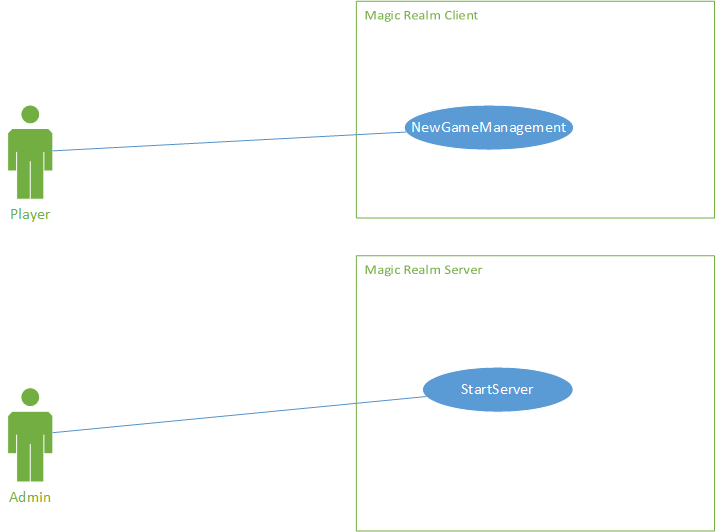 Magic Realm Client
NewGameManagement
Player
Magic Realm Server
StartServer
Admin